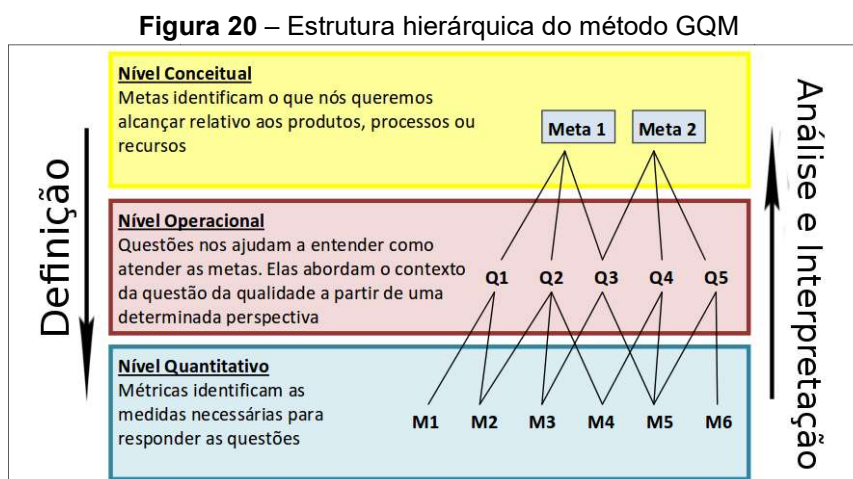 Figura 20 – Estrutura hierárquica do método GQM
Definição
Nível Conceitual
Metas identificam o que nós queremos
alcançar relativo aos produtos, processos ou
recursos
Meta 1 Meta 2
Nível Operacional
Questões nos ajudam a entender como
atender as metas. Elas abordam o contexto
da questão da qualidade a partir de uma
determinada perspectiva
Q1 Q2 Q3 Q4 Q5
Nível Quantitativo
Métricas identificam as
medidas necessárias para
responder as questões
M1 M2 M3 M4 M5 M6
Análise e Interpretação